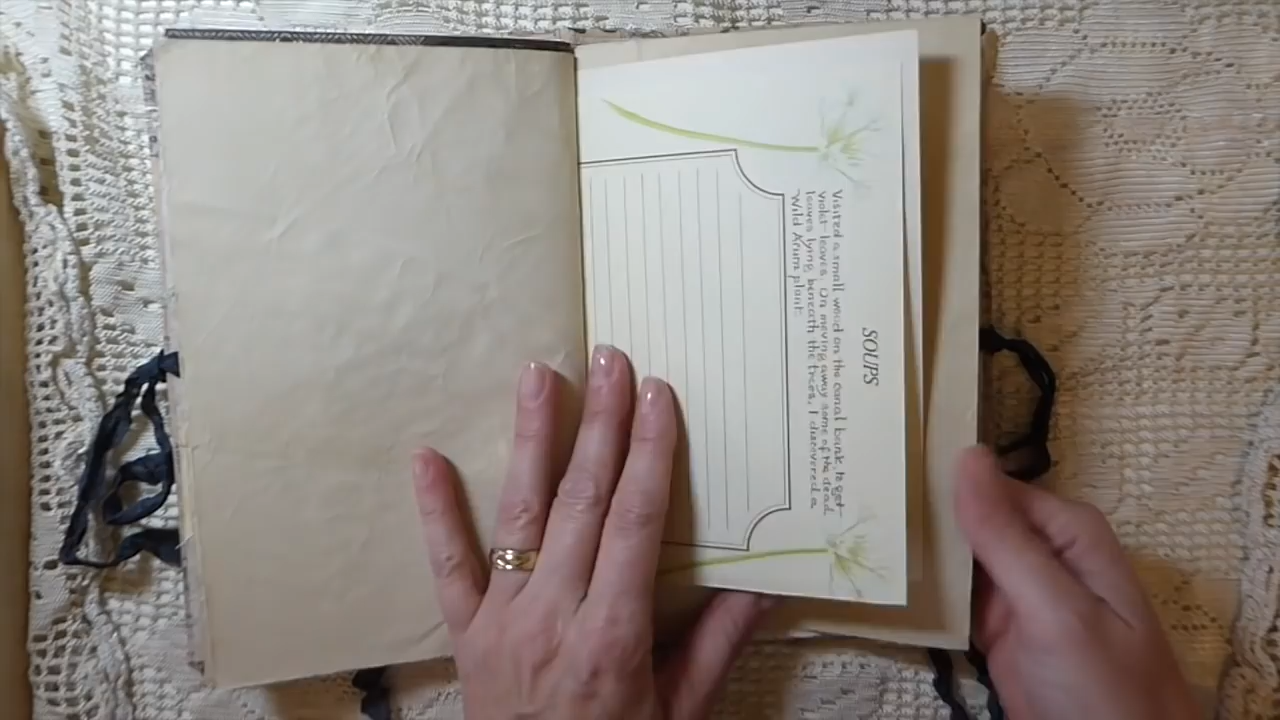 SOUPS
Visited a small wood on the canal bank, to get
violet-leaves. On moving away some of the dead
leaves lying beneath the trees, I discovered a
Wild Arum plant.